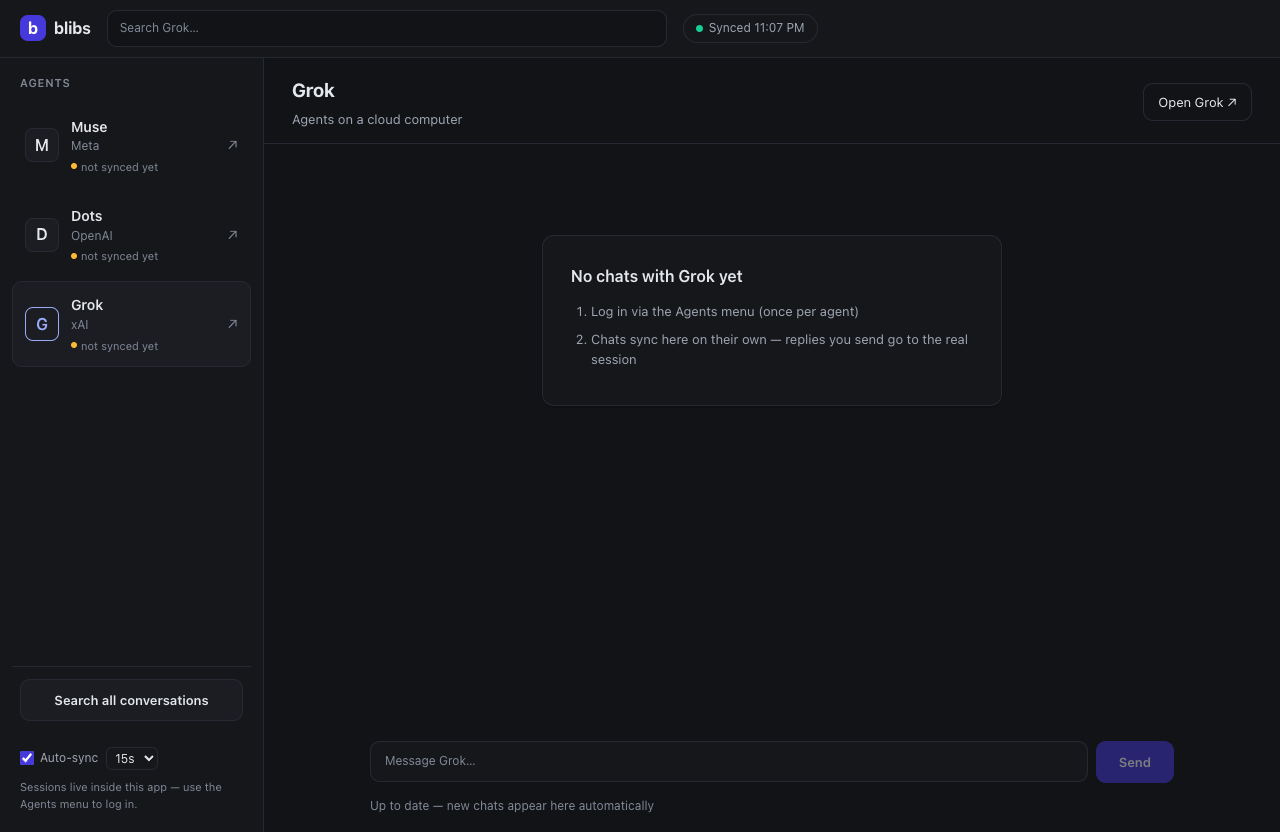 b blibs
Search Grok...
Synced 11:07 PM
AGENTS
M
Muse
Meta
not synced yet
↗
D
Dots
OpenAI
not synced yet
↗
G
Grok
xAI
not synced yet
↗
Search all conversations
Auto-sync 15s
Sessions live inside this app — use the
Agents menu to log in.
Grok
Agents on a cloud computer
Open Grok ↗
No chats with Grok yet
1. Log in via the Agents menu (once per agent)
2. Chats sync here on their own — replies you send go to the real
session
Message Grok...
Send
Up to date — new chats appear here automatically